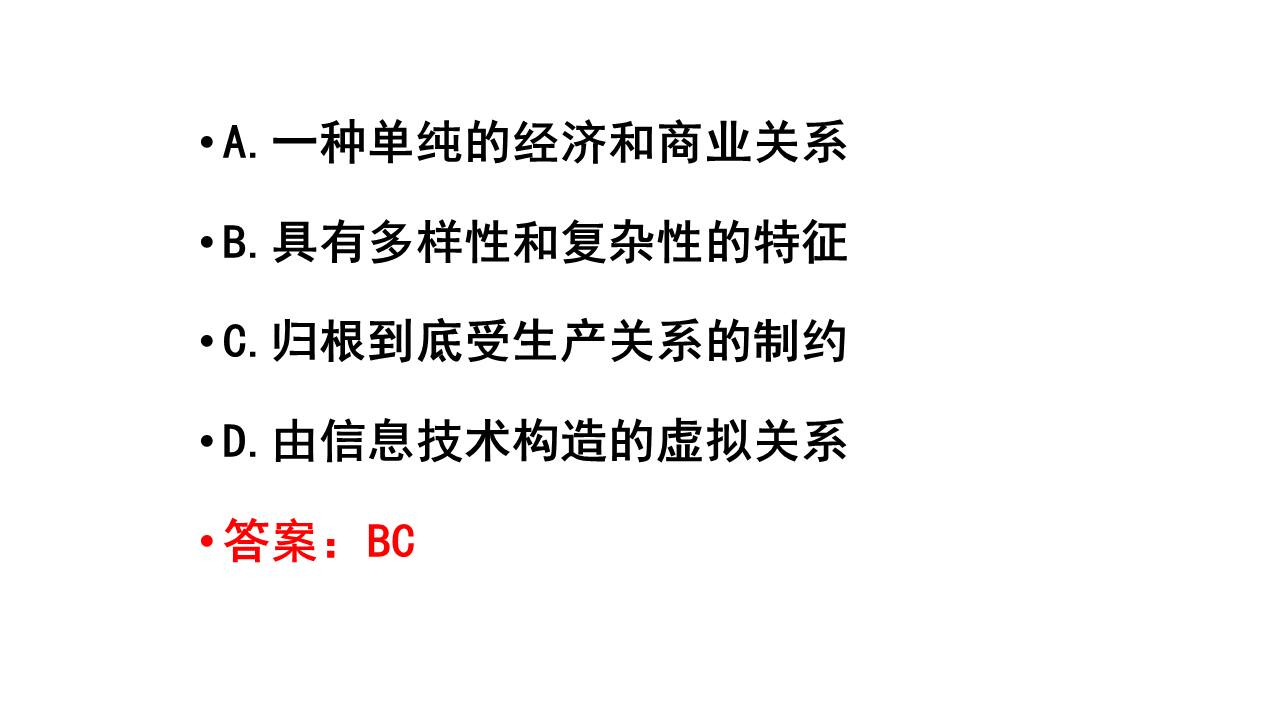 •A.一种单纯的经济和商业关系
•B.具有多样性和复杂性的特征
•C.归根到底受生产关系的制约
•D.由信息技术构造的虚拟关系
•答案：BC